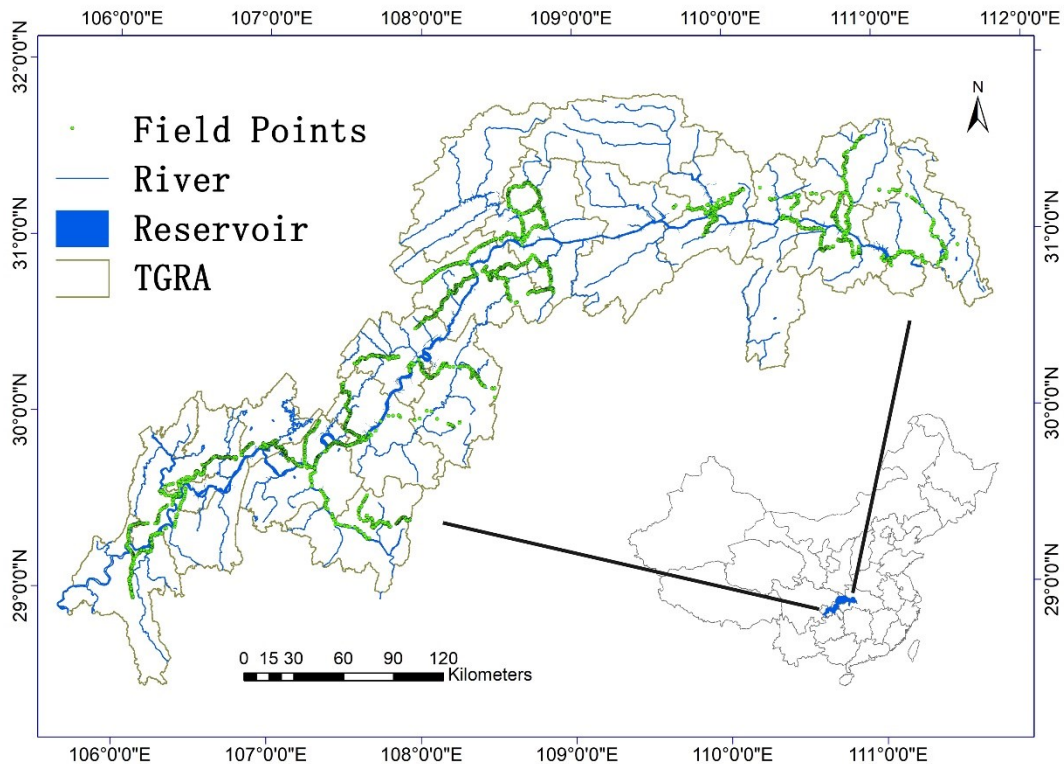 106°0'0"E 107°0'0"E 108°0'0"E 109°0'0"E 110°0'0"E 111°0'0"E 112°0'0"E
32°0'0"N
31°0'0"N
30°0'0"N
29°0'0"N
Field Points
River
Reservoir
TGRA
N
31°0'0"N
30°0'0"N
29°0'0"N
0 15 30 60 90 120
Kilometers
106°0'0"E 107°0'0"E 108°0'0"E 109°0'0"E 110°0'0"E 111°0'0"E